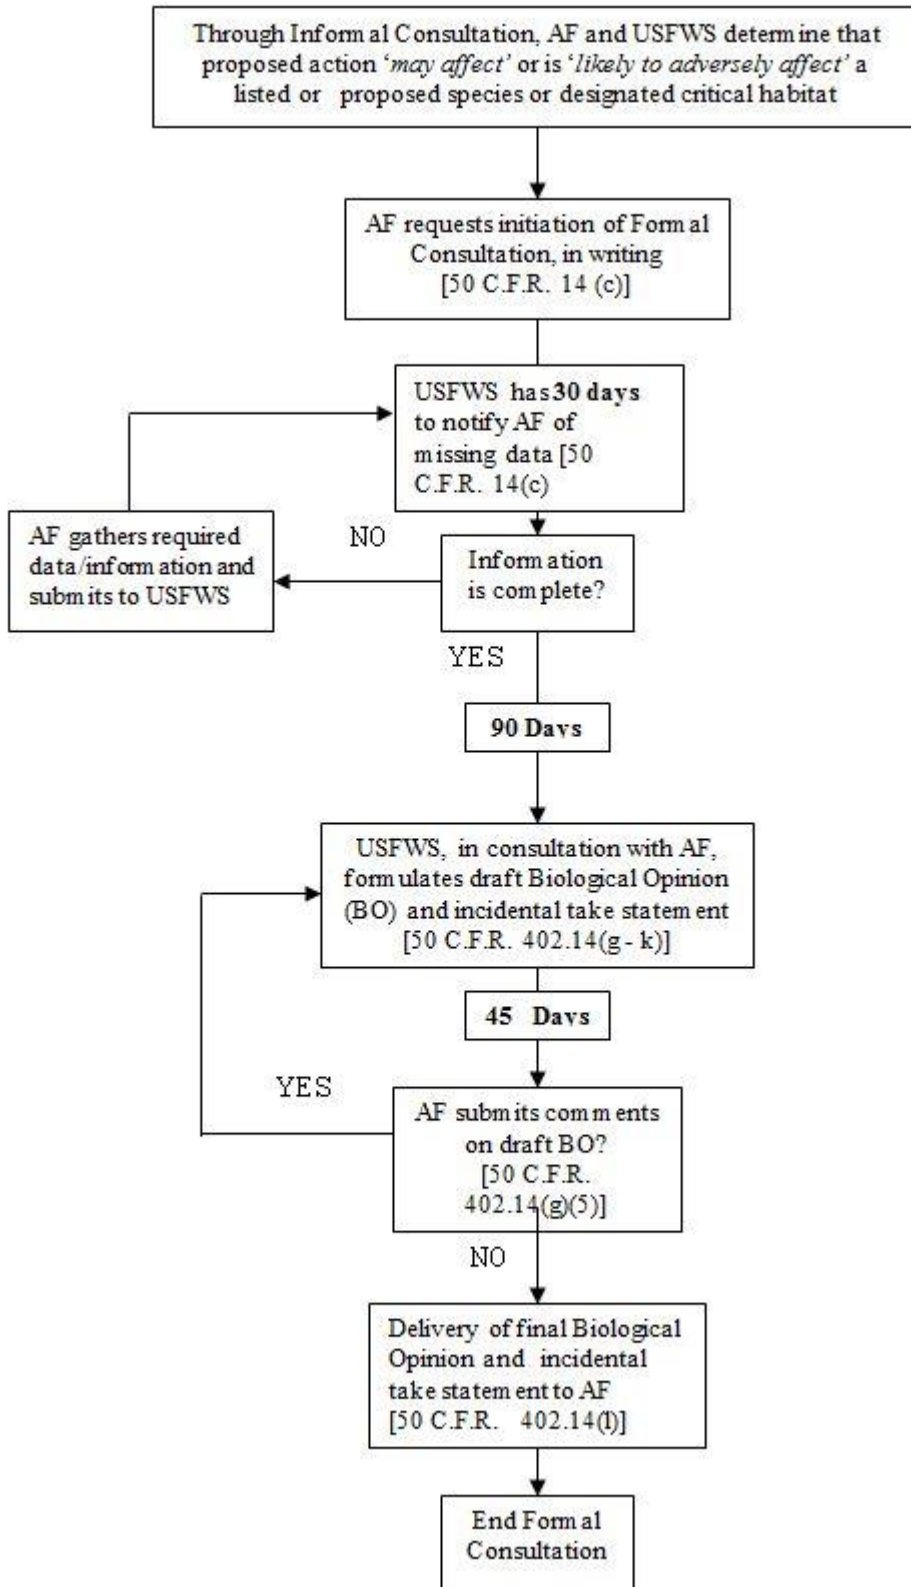 Through Informal Consultation, AF and USFWS determine that
proposed action ‘may affect’ or is ‘likely to adversely affect’ a
listed or proposed species or designated critical habitat
AF requests initiation of Formal
Consultation, in writing
[50 C.F.R. 14 (c)]
USFWS has 30 days
to notify AF of
missing data [50
C.F.R. 14(c)
NO
AF gathers required
data/information and
submits to USFWS
Information
is complete?
YES
90 Days
USFWS, in consultation with AF,
formulates draft Biological Opinion
(BO) and incidental take statement
[50 C.F.R. 402.14(g - k)]
45 Days
YES
AF submits comments
on draft BO?
[50 C.F.R.
402.14(g)(5)]
NO
Delivery of final Biological
Opinion and incidental
take statement to AF
[50 C.F.R. 402.14(l)]
End Formal
Consultation